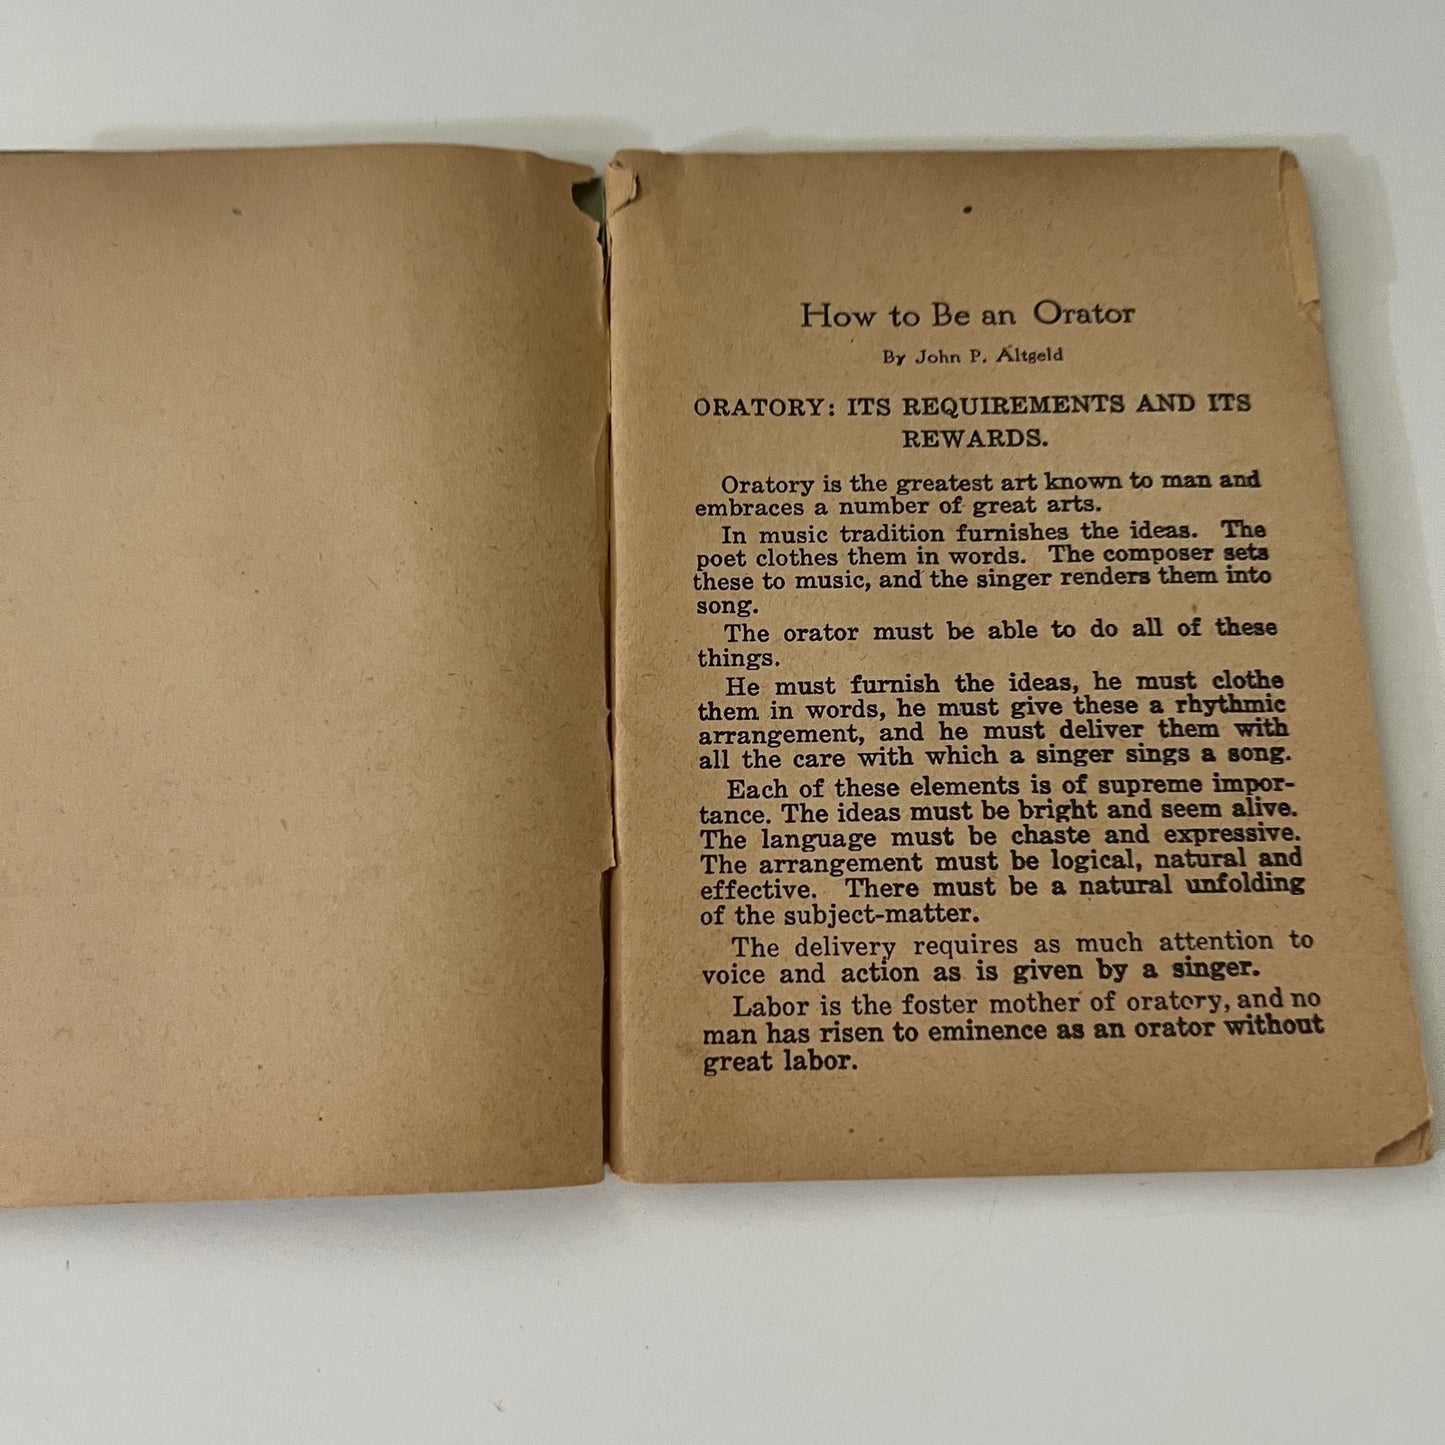 How to Be an Orator
By John P. Altgeld
ORATORY: ITS REQUIREMENTS AND ITS
REWARDS.
Oratory is the greatest art known to man and
embraces a number of great arts.
In music tradition furnishes the ideas. The
poet clothes them in words. The composer sets
these to music, and the singer renders them into
song.
The orator must be able to do all of these
things.
He must furnish the ideas, he must clothe
them in words, he must give these a rhythmic
arrangement, and he must deliver them with
all the care with which a singer sings a song.
Each of these elements is of supreme impor-
tance. The ideas must be bright and seem alive.
The language must be chaste and expressive.
The arrangement must be logical, natural and
effective. There must be a natural unfolding
of the subject-matter.
The delivery requires as much attention to
voice and action as is given by a singer.
Labor is the foster mother of oratory, and no
man has risen to eminence as an orator without
great labor.